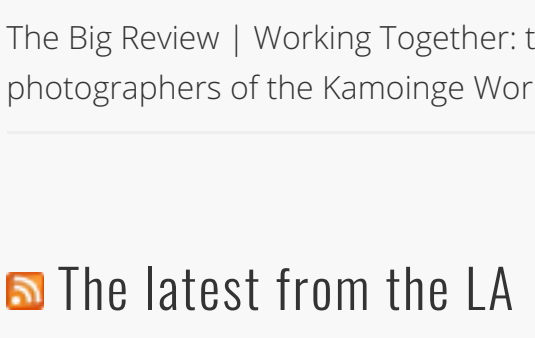 The Big Review | Working Together: t
photographers of the Kamoinge Wor
The latest from the LA